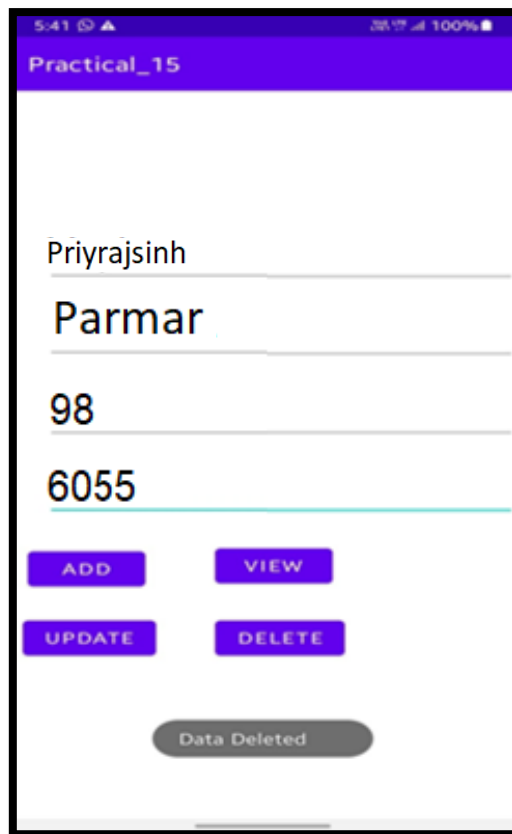 5:41 100%
Practical_15
Priyrajsinh
Parmar
98
6055
ADD VIEW
UPDATE DELETE
Data Deleted